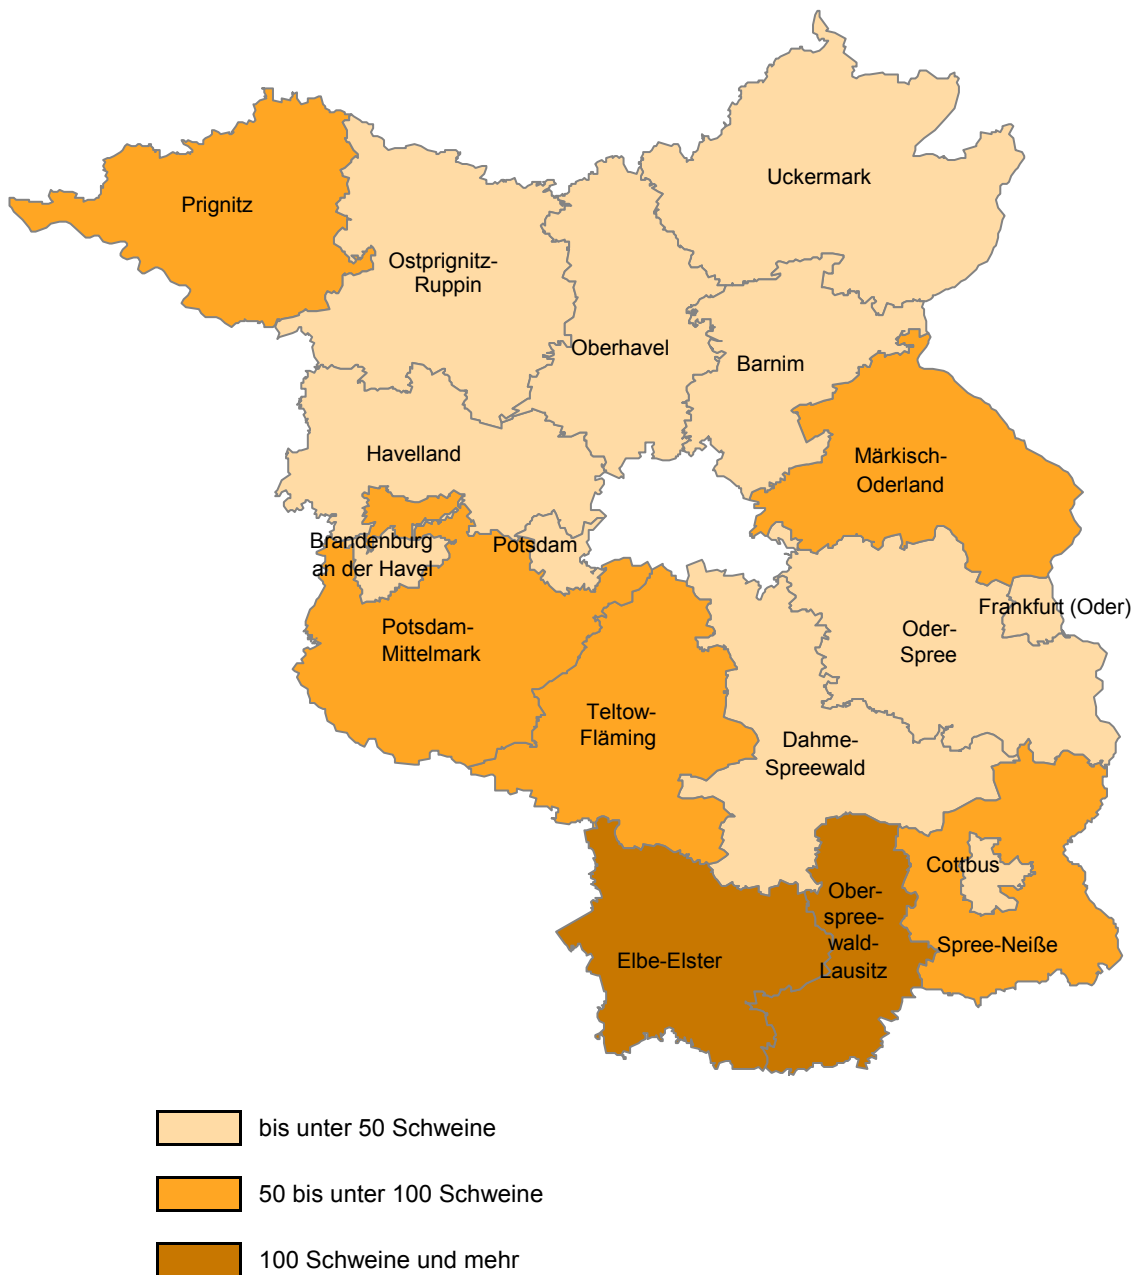 Uckermark
Prignitz
Ostprignitz-
Ruppin
Oberhavel
Barnim
Havelland
Märkisch-
Oderland
Brandenburg
an der Havel
Potsdam
Frankfurt (Oder)
Potsdam-
Mittelmark
Oder-
Spree
Teltow-
Fläming
Dahme-
Spreewald
Cottbus
Ober-
spree-
wald-
Lausitz
Spree-Neiße
Elbe-Elster
bis unter 50 Schweine
50 bis unter 100 Schweine
100 Schweine und mehr